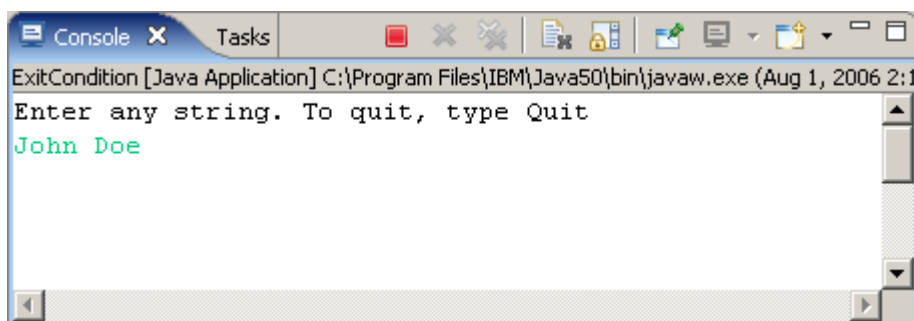 Console Tasks
ExitCondition [Java Application] C:\Program Files\IBM\Java50\bin\javaw.exe (Aug 1, 2006 2:1
Enter any string. To quit, type Quit
John Doe